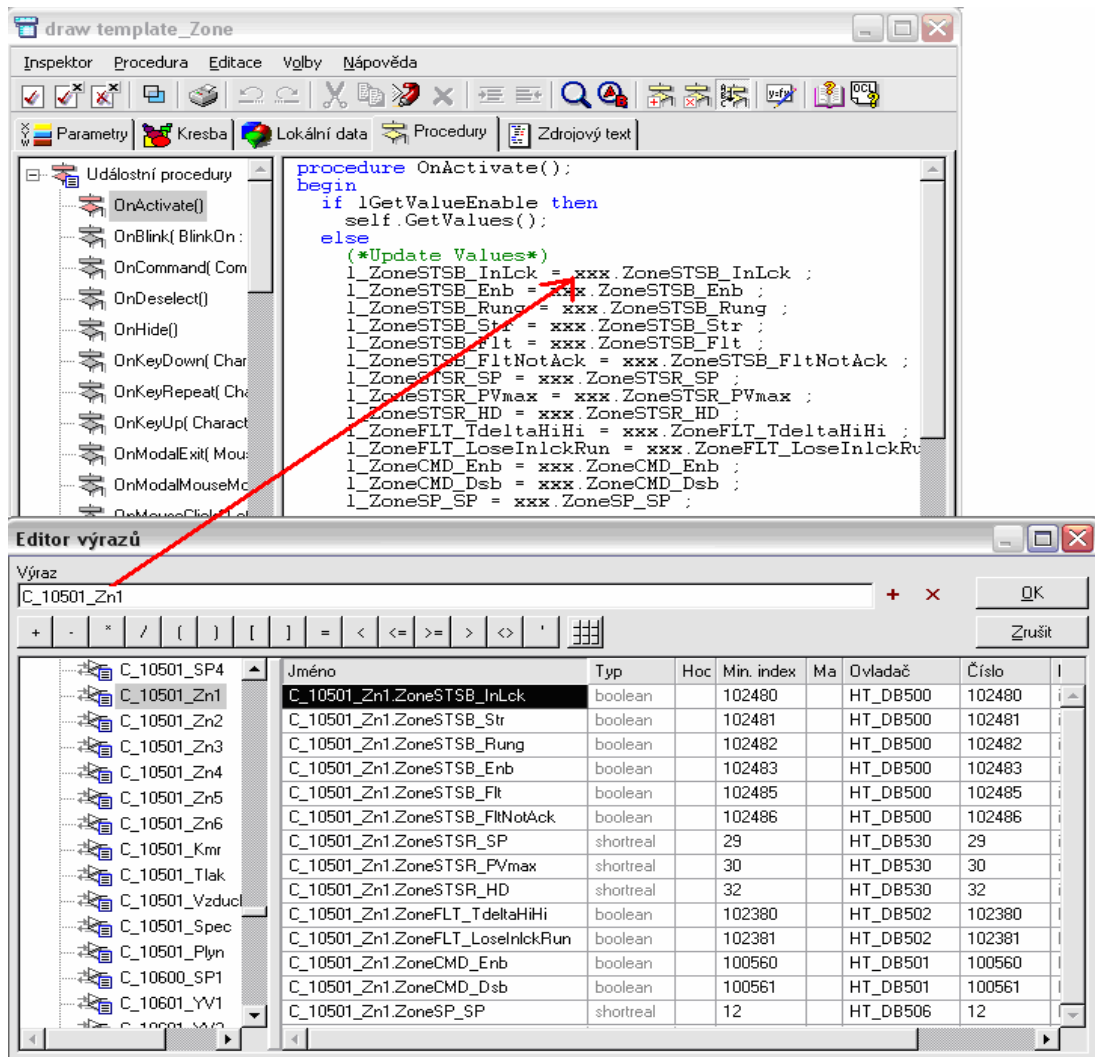 draw template_Zone
Inspektor Procedura Editace Volby Nápověda
Parametry Kresba Lokální data Procedury Zdrojový text
Událostní procedury
OnActivate()
OnBlink( BlinkOn :
OnCommand( Com
OnDeselect()
OnHide()
OnKeyDown( Char
OnKeyRepeat( Cha
OnKeyUp( Charact
OnModalExit( Mou:
OnModalMouseMo
procedure OnActivate();
begin
if lGetValueEnable then
self.GetValues();
else
(*Update Values*)
l_ZoneSTSB_InLck = xxx.ZoneSTSB_InLck ;
l_ZoneSTSB_Enb = xxx.ZoneSTSB_Enb ;
l_ZoneSTSB_Rung = xxx.ZoneSTSB_Rung ;
l_ZoneSTSB_Str = xxx.ZoneSTSB_Str ;
l_ZoneSTSB_Flt = xxx.ZoneSTSB_Flt ;
l_ZoneSTSB_FltNotAck = xxx.ZoneSTSB_FltNotAck ;
l_ZoneSTSR_SP = xxx.ZoneSTSR_SP ;
l_ZoneSTSR_PVmax = xxx.ZoneSTSR_PVmax ;
l_ZoneSTSR_HD = xxx.ZoneSTSR_HD ;
l_ZoneFLT_TdeltaHiHi = xxx.ZoneFLT_TdeltaHiHi ;
l_ZoneFLT_LoseInlckRun = xxx.ZoneFLT_LoseInlckRu
l_ZoneCMD_Enb = xxx.ZoneCMD_Enb ;
l_ZoneCMD_Dsb = xxx.ZoneCMD_Dsb ;
l_ZoneSP_SP = xxx.ZoneSP_SP ;
Editor výrazů
Výraz
C_10501_Zn1
OK
+ - * / ( ) [ ] = < <= >= > <> '
Zrušit
C_10501_SP4
C_10501_Zn1
C_10501_Zn2
C_10501_Zn3
C_10501_Zn4
C_10501_Zn5
C_10501_Zn6
C_10501_Kmr
C_10501_Tlak
C_10501_Vzducl
C_10501_Spec
C_10501_Plyn
C_10600_SP1
C_10601_YV1
Jméno Typ Hoc Min. index Ma Ovladač Číslo
C_10501_Zn1.ZoneSTSB_InLck boolean 102480 HT_DB500 102480
C_10501_Zn1.ZoneSTSB_Str boolean 102481 HT_DB500 102481
C_10501_Zn1.ZoneSTSB_Rung boolean 102482 HT_DB500 102482
C_10501_Zn1.ZoneSTSB_Enb boolean 102483 HT_DB500 102483
C_10501_Zn1.ZoneSTSB_Flt boolean 102485 HT_DB500 102485
C_10501_Zn1.ZoneSTSB_FltNotAck boolean 102486 HT_DB500 102486
C_10501_Zn1.ZoneSTSR_SP shortreal 29 HT_DB530 29
C_10501_Zn1.ZoneSTSR_PVmax shortreal 30 HT_DB530 30
C_10501_Zn1.ZoneSTSR_HD shortreal 32 HT_DB530 32
C_10501_Zn1.ZoneFLT_TdeltaHiHi boolean 102380 HT_DB502 102380
C_10501_Zn1.ZoneFLT_LoseInlckRun boolean 102381 HT_DB502 102381
C_10501_Zn1.ZoneCMD_Enb boolean 100560 HT_DB501 100560
C_10501_Zn1.ZoneCMD_Dsb boolean 100561 HT_DB501 100561
C_10501_Zn1.ZoneSP_SP shortreal 12 HT_DB506 12